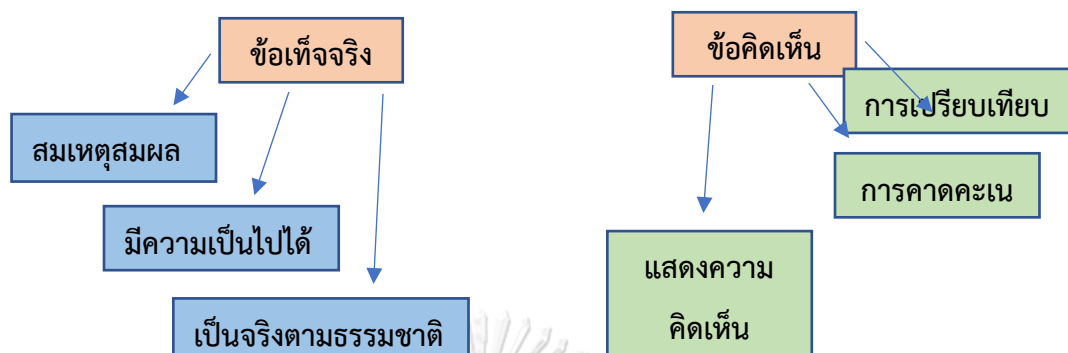 ข้อเท็จจริง
สมเหตุสมผล
มีความเป็นไปได้
เป็นจริงตามธรรมชาติ
ข้อคิดเห็น
การเปรียบเทียบ
การคาดคะเน
แสดงความ
คิดเห็น